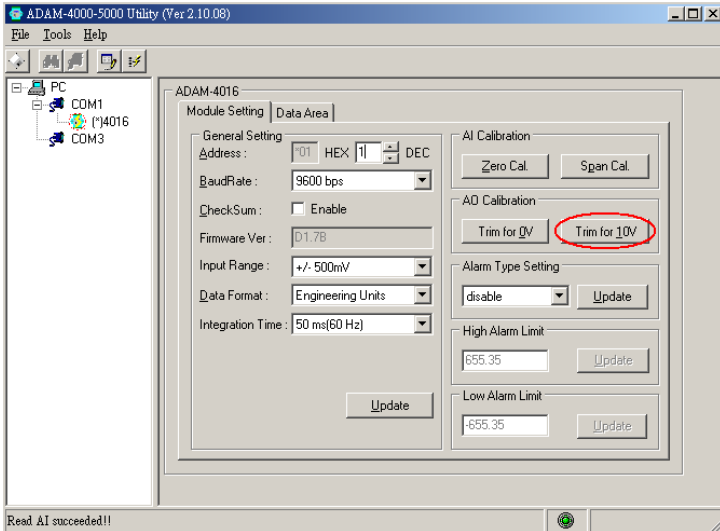 ADAM-4000-5000 Utility (Ver 2.10.08)
File Tools Help
PC
COM1
(*)4016
COM3
ADAM-4016
Module Setting Data Area
General Setting
Address : *01 HEX 1 DEC
BaudRate : 9600 bps
CheckSum : Enable
Firmware Ver : D1.7B
Input Range : +/- 500mV
Data Format : Engineering Units
Integration Time : 50 ms(60 Hz)
Update
AI Calibration
Zero Cal. Span Cal.
AO Calibration
Trim for 0V Trim for 10V
Alarm Type Setting
disable Update
High Alarm Limit
655.35 Update
Low Alarm Limit
-655.35 Update
Read AI succeeded!!